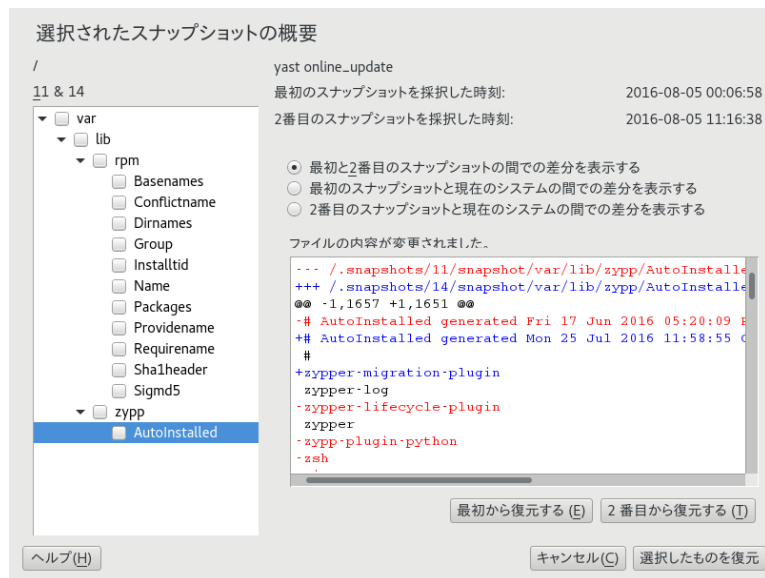 選択されたスナップショットの概要
/
11 & 14
var
lib
rpm
Basenames
Conflictname
Dirnames
Group
Installtid
Name
Packages
Providename
Requirename
Sha1header
Sigmd5
zypp
AutoInstalled
yast online_update
最初のスナップショットを採択した時刻: 2016-08-05 00:06:58
2番目のスナップショットを採択した時刻: 2016-08-05 11:16:38
最初と2番目のスナップショットの間での差分を表示する
最初のスナップショットと現在のシステムの間での差分を表示する
2番目のスナップショットと現在のシステムの間での差分を表示する
ファイルの内容が変更されました。
--- /.snapshots/11/snapshot/var/lib/zypp/AutoInstalle
+++ /.snapshots/14/snapshot/var/lib/zypp/AutoInstalle
@@ -1,1657 +1,1651 @@
-# AutoInstalled generated Fri 17 Jun 2016 05:20:09
+# AutoInstalled generated Mon 25 Jul 2016 11:58:55
#
+zypper-migration-plugin
zypper-log
-zypper-lifecycle-plugin
zypper
-zypp-plugin-python
-zsh
最初から復元する (E)
2 番目から復元する (T)
ヘルプ(H)
キャンセル(C)
選択したものを復元